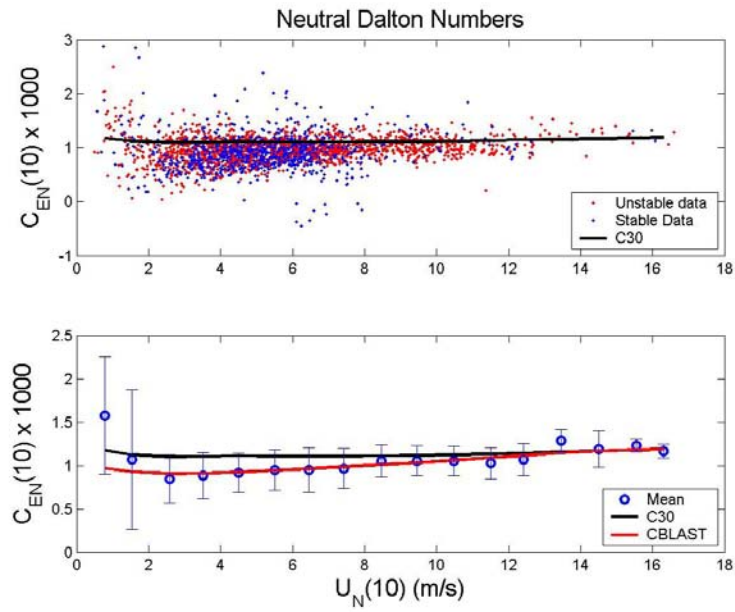 Neutral Dalton Numbers
C_EN(10) x 1000
3
2
1
0
-1
0 2 4 6 8 10 12 14 16 18
Unstable data
Stable Data
C30
C_EN(10) x 1000
2.5
2
1.5
1
0.5
0
0 2 4 6 8 10 12 14 16 18
Mean
C30
CBLAST
U_N(10) (m/s)